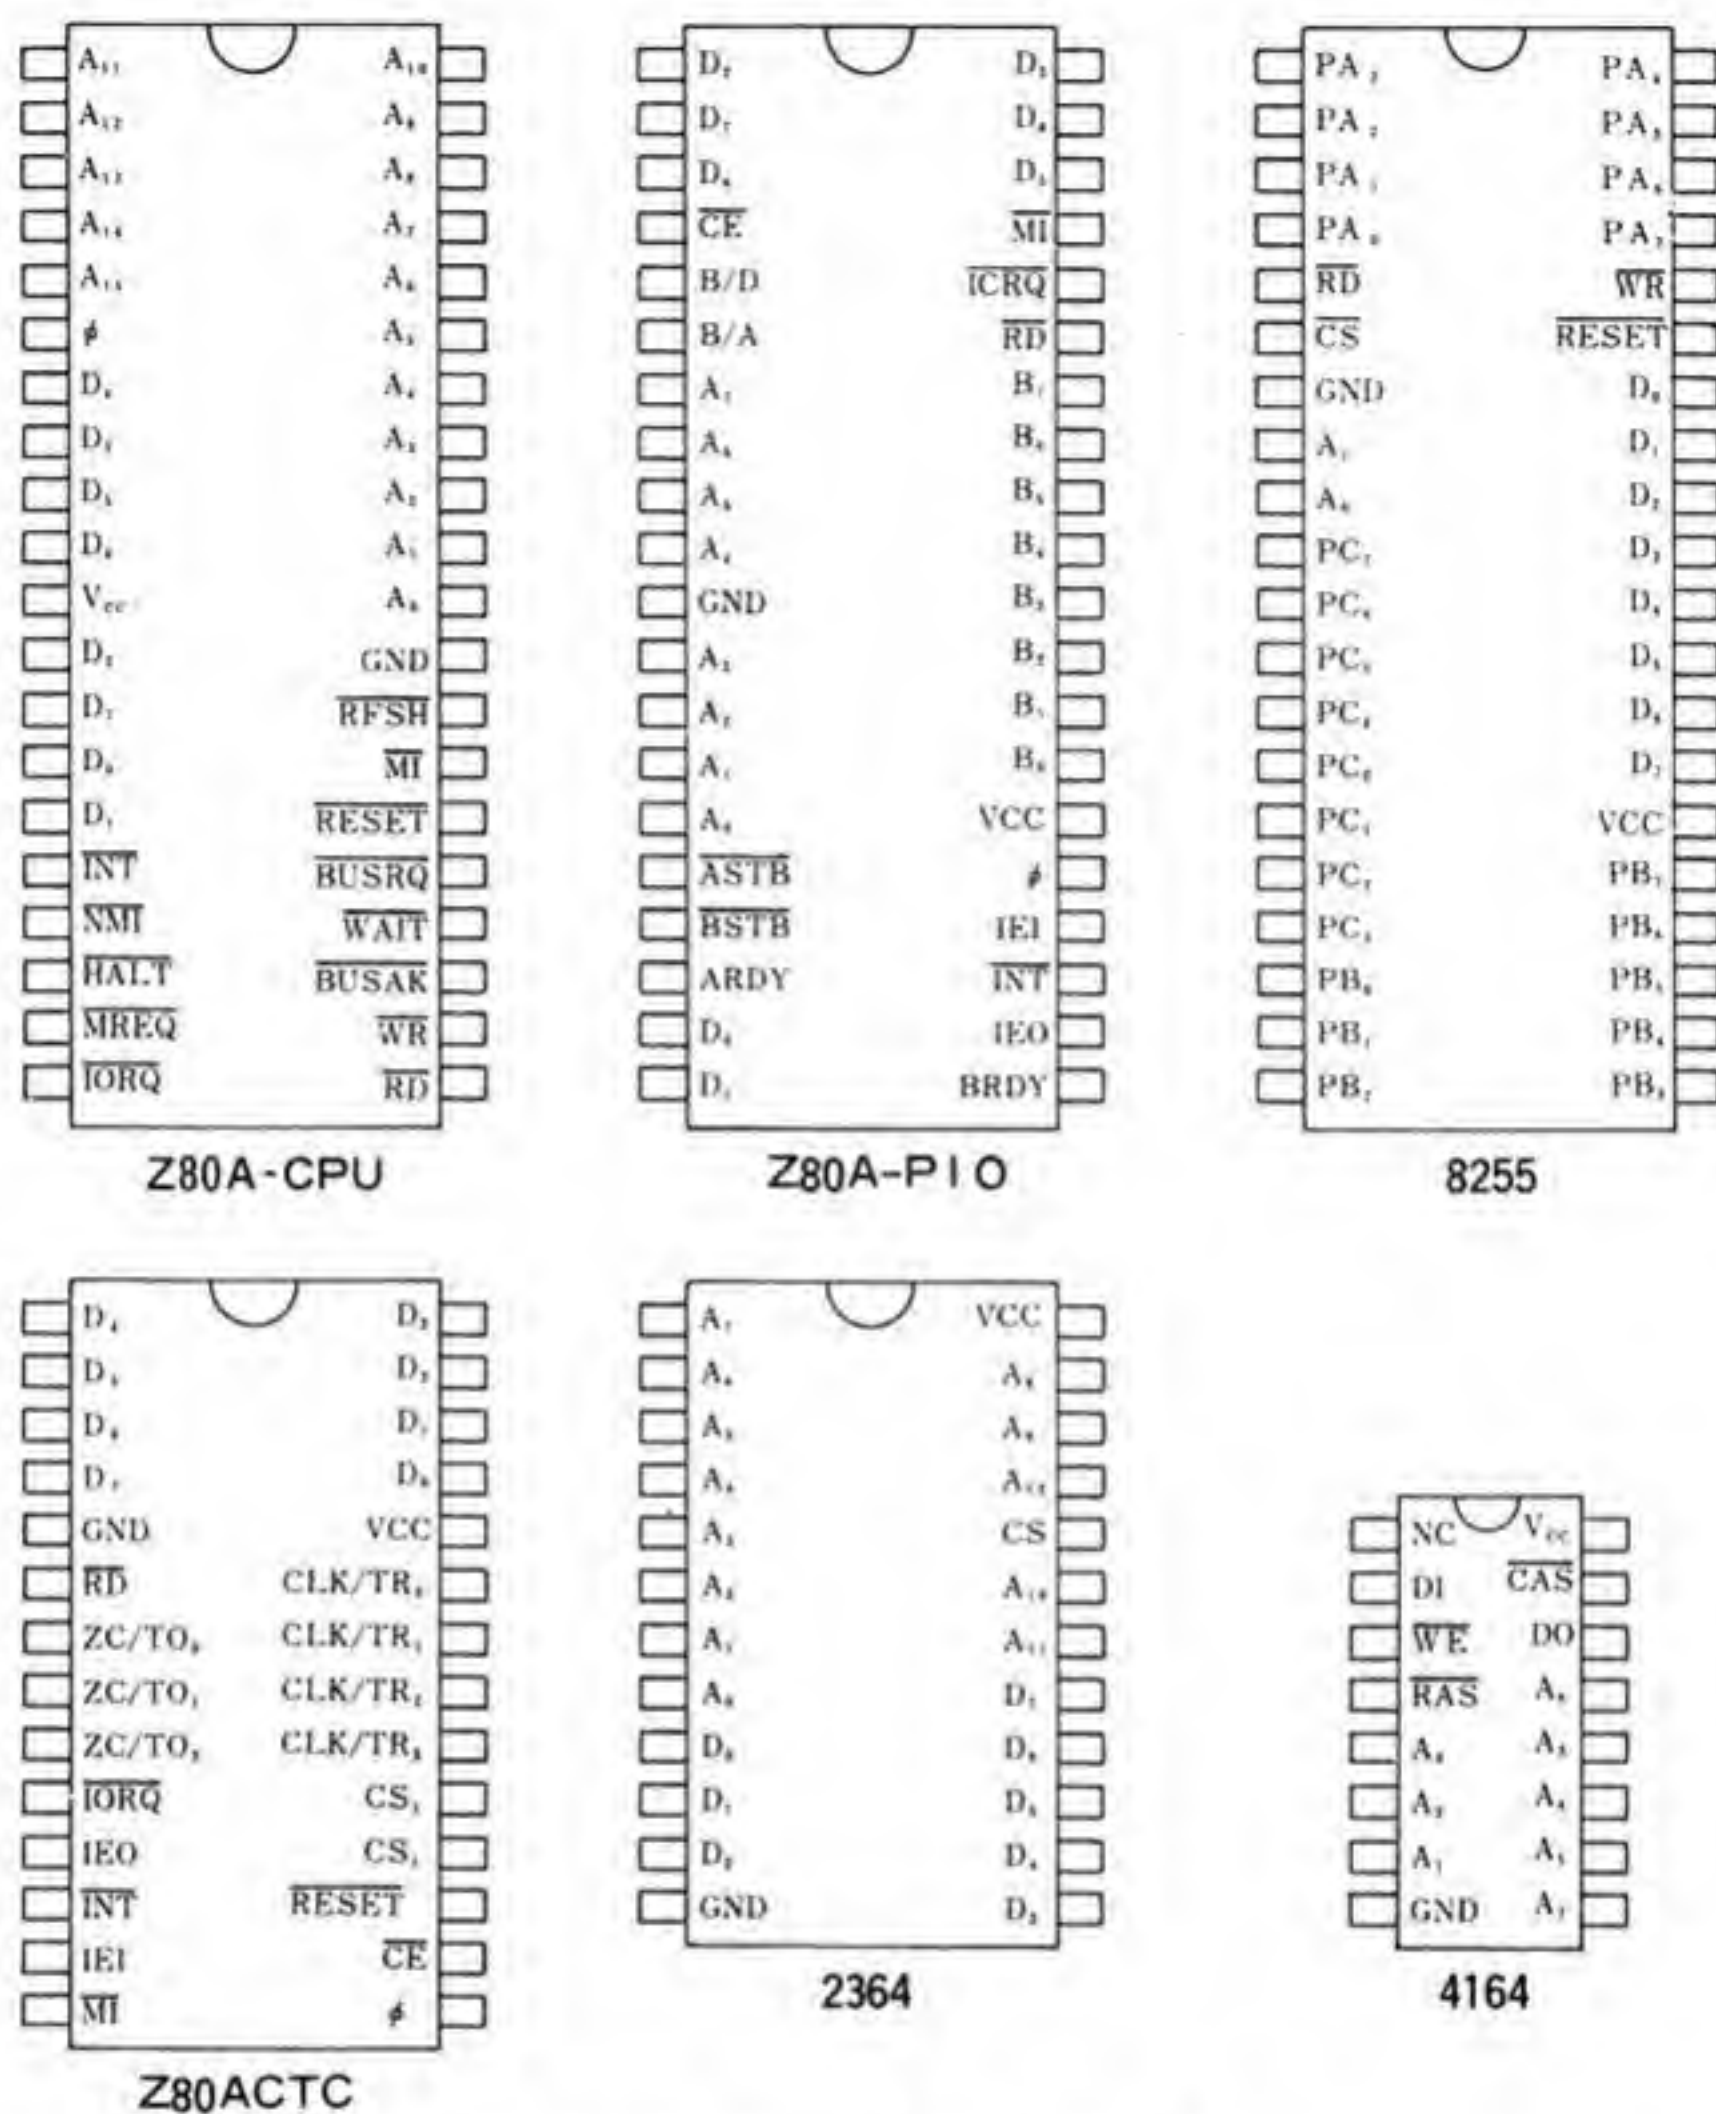 A₁₁ A₁₀
A₁₂ A₉
A₁₃ A₈
A₁₄ A₇
A₁₅ A₆
φ A₅
D₄ A₄
D₃ A₃
D₅ A₂
D₆ A₁
Vcc A₀
D₂ GND
D₇ RFSH
D₀ MI
D₁ RESET
INT BUSRQ
NMI WAIT
HALT BUSAK
MREQ WR
IORQ RD
Z80A-CPU
D₂ D₃
D₇ D₄
D₆ D₅
CE MI
B/D ICRQ
B/A RD
A₇ B₇
A₆ B₆
A₅ B₅
A₄ B₄
GND B₃
A₃ B₂
A₂ B₁
A₁ B₀
A₀ VCC
ASTB φ
BSTB IEI
ARDY INT
D₀ IEO
D₁ BRDY
Z80A-PIO
PA₃ PA₄
PA₂ PA₅
PA₁ PA₆
PA₀ PA₇
RD WR
CS RESET
GND D₀
A₁ D₁
A₀ D₂
PC₇ D₃
PC₆ D₄
PC₅ D₅
PC₄ D₆
PC₀ D₇
PC₁ VCC
PC₂ PB₇
PC₃ PB₆
PB₀ PB₅
PB₁ PB₄
PB₂ PB₃
8255
D₄ D₃
D₅ D₂
D₆ D₁
D₇ D₀
GND VCC
RD CLK/TR₀
ZC/TO₀ CLK/TR₁
ZC/TO₁ CLK/TR₂
ZC/TO₂ CLK/TR₃
IORQ CS₁
IEO CS₁
INT RESET
IEI CE
MI φ
Z80ACTC
A₇ VCC
A₆ A₈
A₅ A₉
A₄ A₁₂
A₃ CS
A₂ A₁₀
A₁ A₁₁
A₀ D₇
D₀ D₆
D₁ D₅
D₂ D₄
GND D₃
2364
NC Vcc
DI CAS
WE DO
RAS A₆
A₀ A₃
A₂ A₄
A₁ A₅
GND A₇
4164